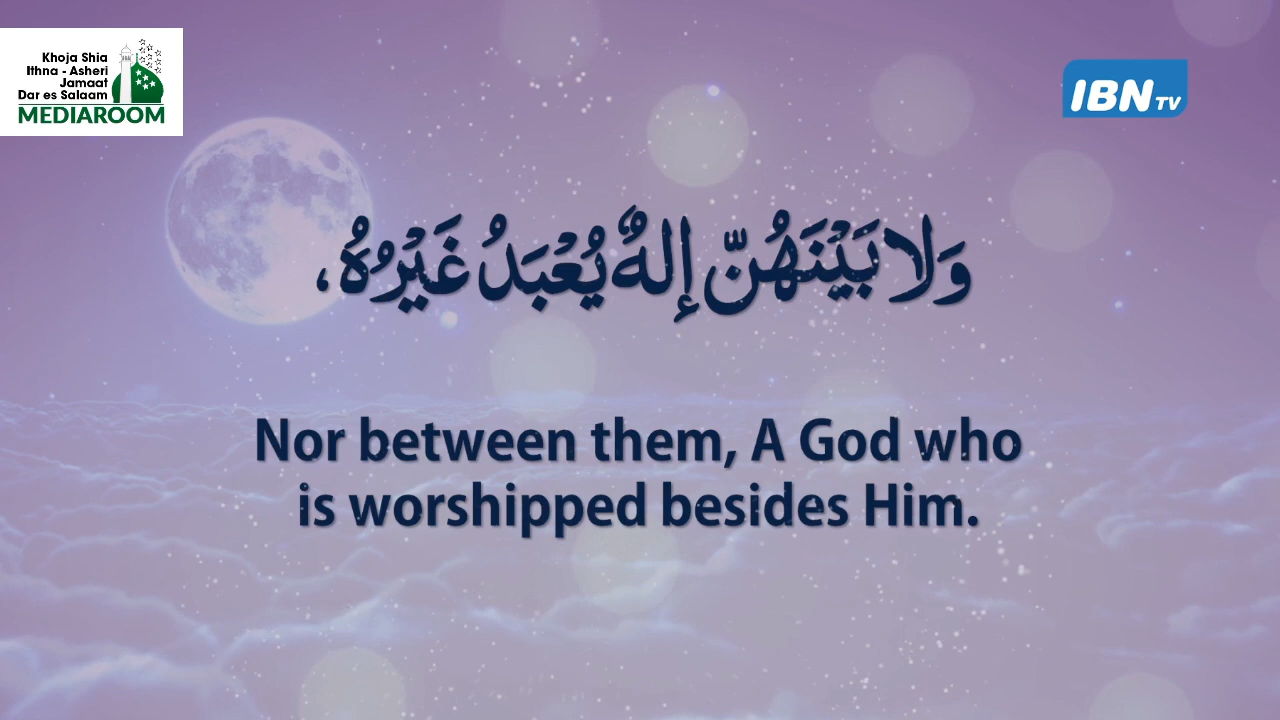 Khoja Shia
Ithna - Asheri
Jamaat
Dar es Salaam
MEDIAROOM
IBN TV
وَلا بَيْنَهُنّ إلهٌ يُعْبَدُ غَيْرُهُ،
Nor between them, A God who
is worshipped besides Him.